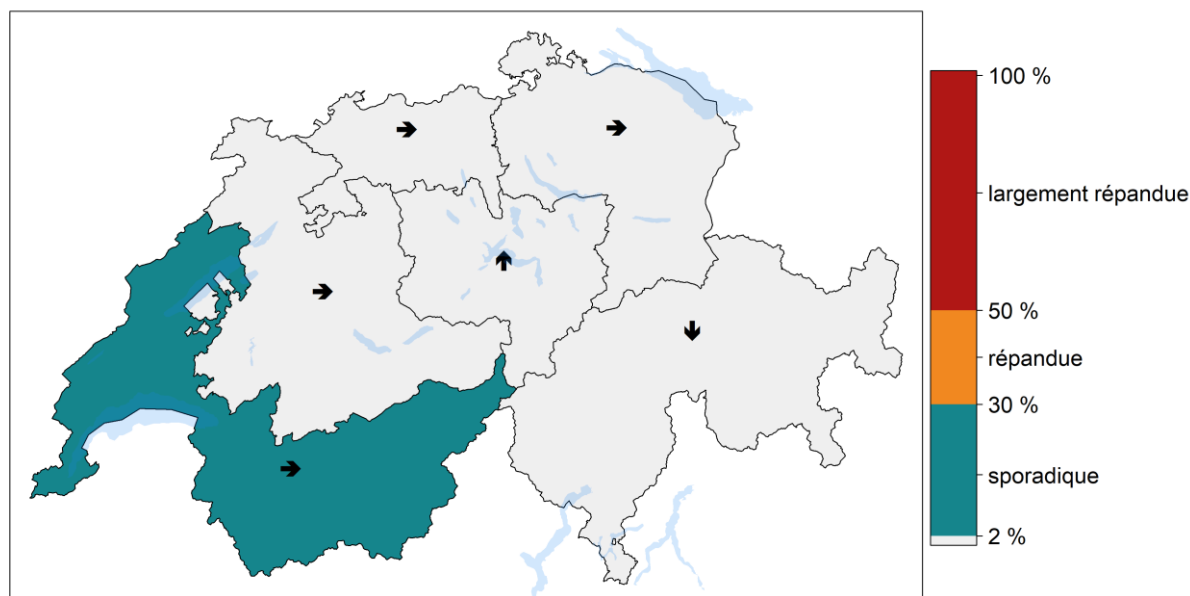 100 %
largement répandue
50 %
répandue
30 %
sporadique
2 %